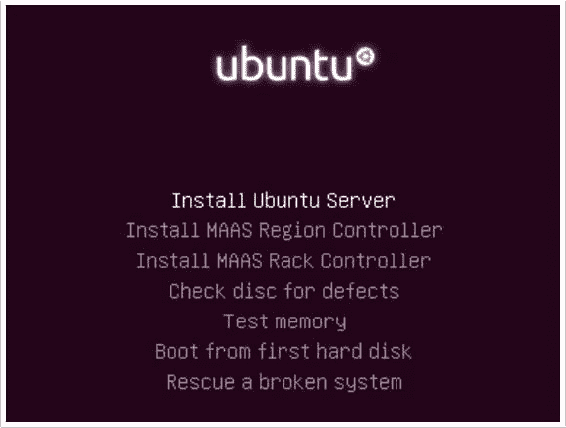 ubuntu
Install Ubuntu Server
Install MAAS Region Controller
Install MAAS Rack Controller
Check disc for defects
Test memory
Boot from first hard disk
Rescue a broken system